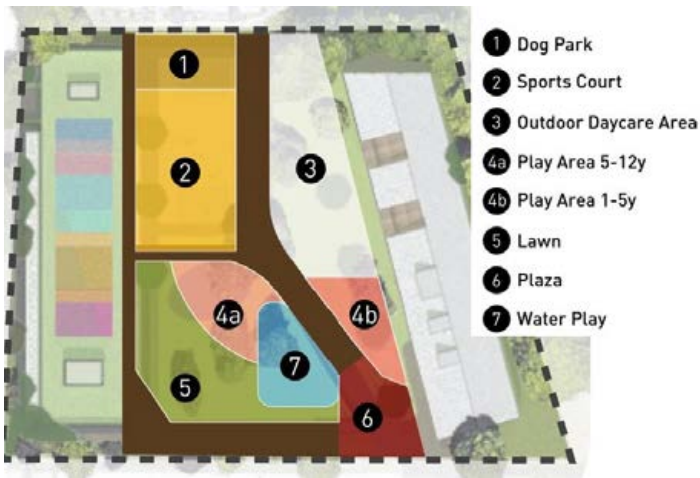 1
2
3
4a
4b
7
5
6
1 Dog Park
2 Sports Court
3 Outdoor Daycare Area
4a Play Area 5-12y
4b Play Area 1-5y
5 Lawn
6 Plaza
7 Water Play